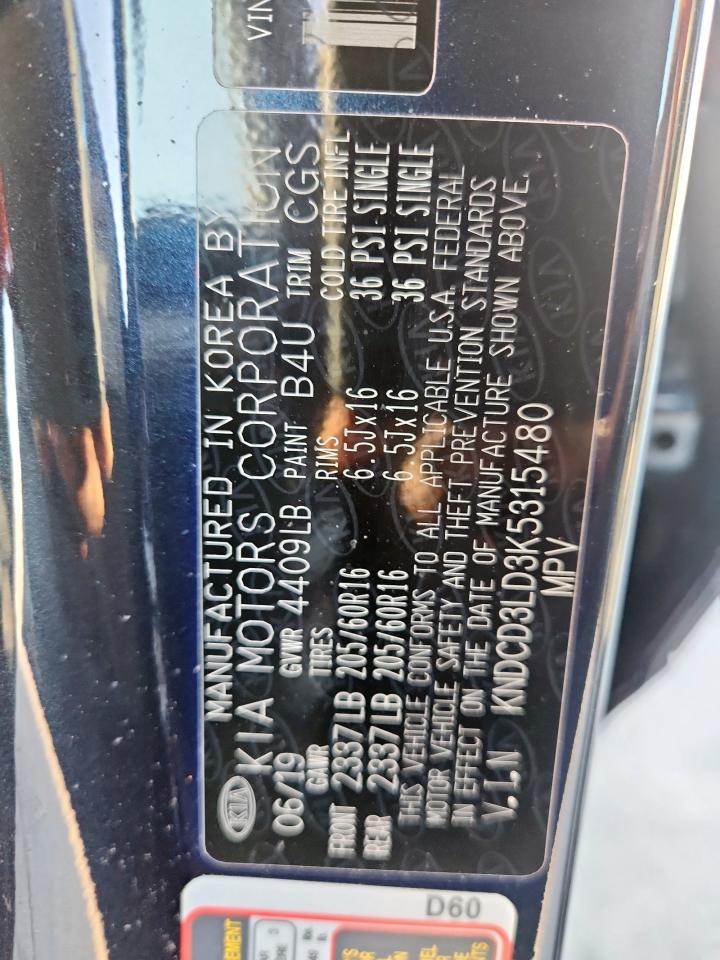 VIN
KIA
MANUFACTURED IN KOREA BY
KIA MOTORS CORPORATION
06/19 GVWR 4409LB PAINT B4U TRIM CGS
GAWR TIRES RIMS COLD TIRE INFL
FRONT 2337LB 205/60R16 6.5Jx16 36 PSI SINGLE
REAR 2337LB 205/60R16 6.5Jx16 36 PSI SINGLE
THIS VEHICLE CONFORMS TO ALL APPLICABLE U.S.A. FEDERAL
MOTOR VEHICLE SAFETY AND THEFT PREVENTION STANDARDS
IN EFFECT ON THE DATE OF MANUFACTURE SHOWN ABOVE.
V.I.N KNDCD3LD3K5315480
MPV
D60